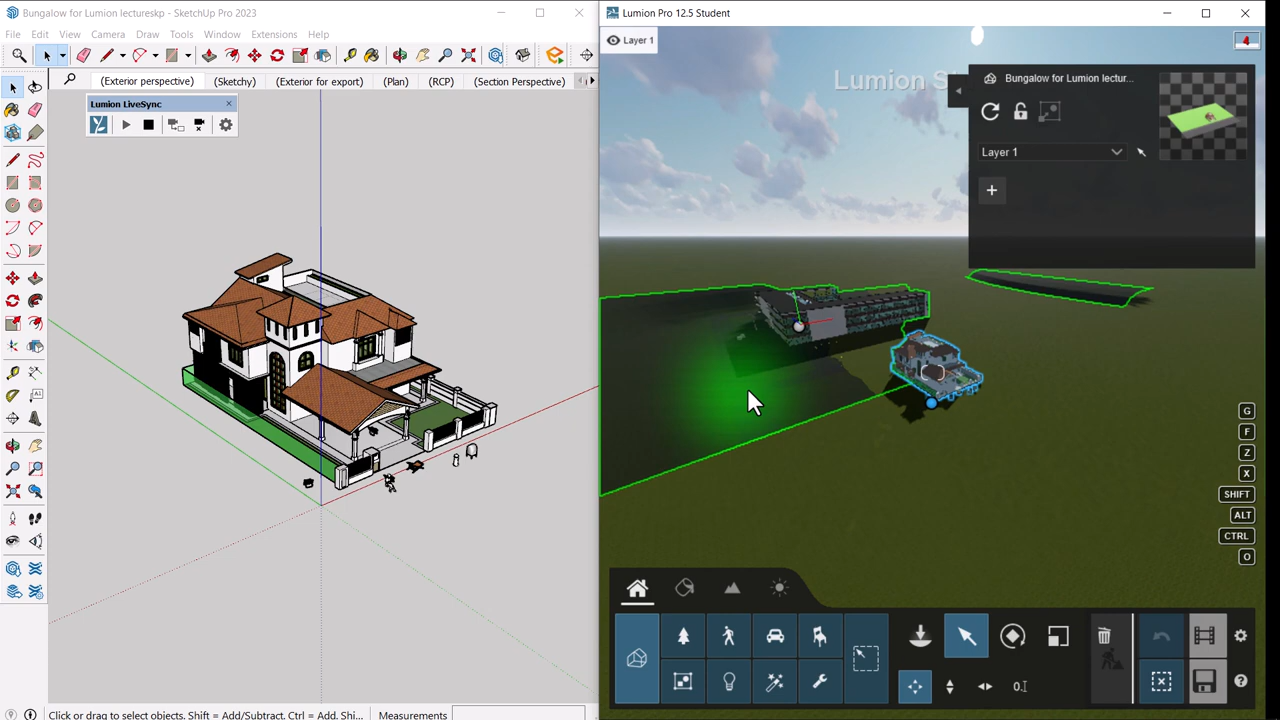 Bungalow for Lumion lectureskp - SketchUp Pro 2023
File Edit View Camera Draw Tools Window Extensions Help
(Exterior perspective) (Sketchy) (Exterior for export) (Plan) (RCP) (Section Perspective)
Lumion LiveSync
Click or drag to select objects. Shift = Add/Subtract. Ctrl = Add. Shi...
Measurements
Lumion Pro 12.5 Student
Layer 1
4
Lumion S
Bungalow for Lumion lectur...
Layer 1
G
F
Z
X
SHIFT
ALT
CTRL
O